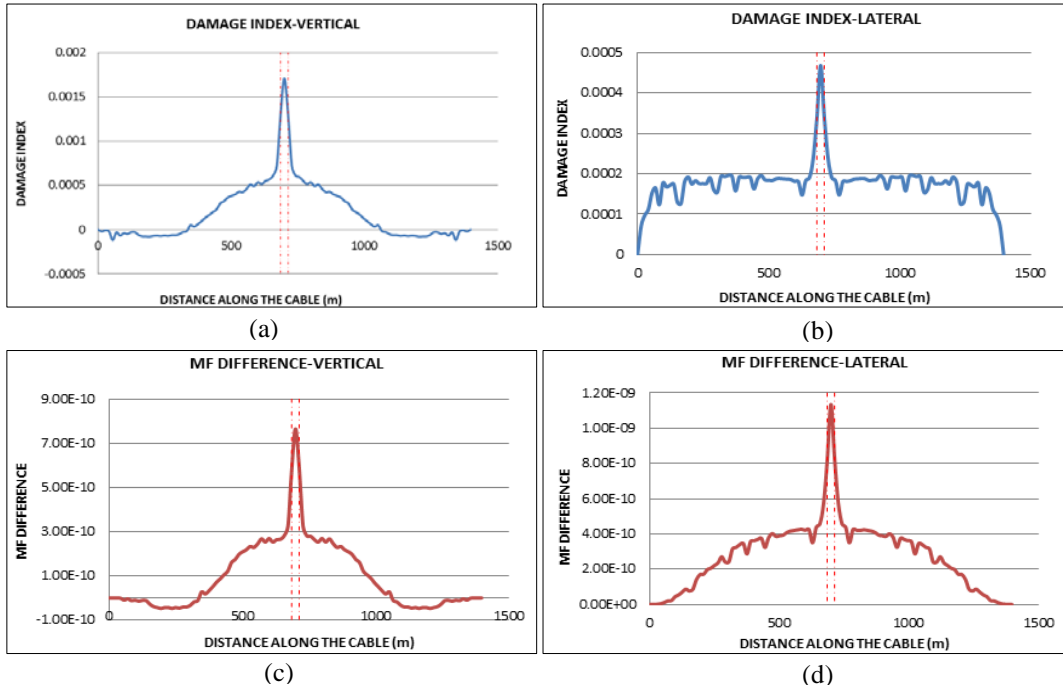 DAMAGE INDEX-VERTICAL
DAMAGE INDEX
0.002
0.0015
0.001
0.0005
0
-0.0005
0 500 1000 1500
DISTANCE ALONG THE CABLE (m)
(a)
DAMAGE INDEX-LATERAL
DAMAGE INDEX
0.0005
0.0004
0.0003
0.0002
0.0001
0
0 500 1000 1500
DISTANCE ALONG THE CABLE (m)
(b)
MF DIFFERENCE-VERTICAL
MF DIFFERENCE
9.00E-10
7.00E-10
5.00E-10
3.00E-10
1.00E-10
-1.00E-10
0 500 1000 1500
DISTANCE ALONG THE CABLE (m)
(c)
MF DIFFERENCE-LATERAL
MF DIFFERENCE
1.20E-09
1.00E-09
8.00E-10
6.00E-10
4.00E-10
2.00E-10
0.00E+00
0 500 1000 1500
DISTANCE ALONG THE CABLE (m)
(d)